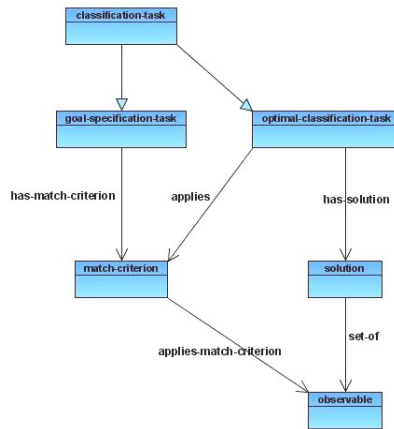 classification-task
goal-specification-task
optimal-classification-task
has-match-criterion
applies
has-solution
match-criterion
solution
applies-match-criterion
set-of
observable